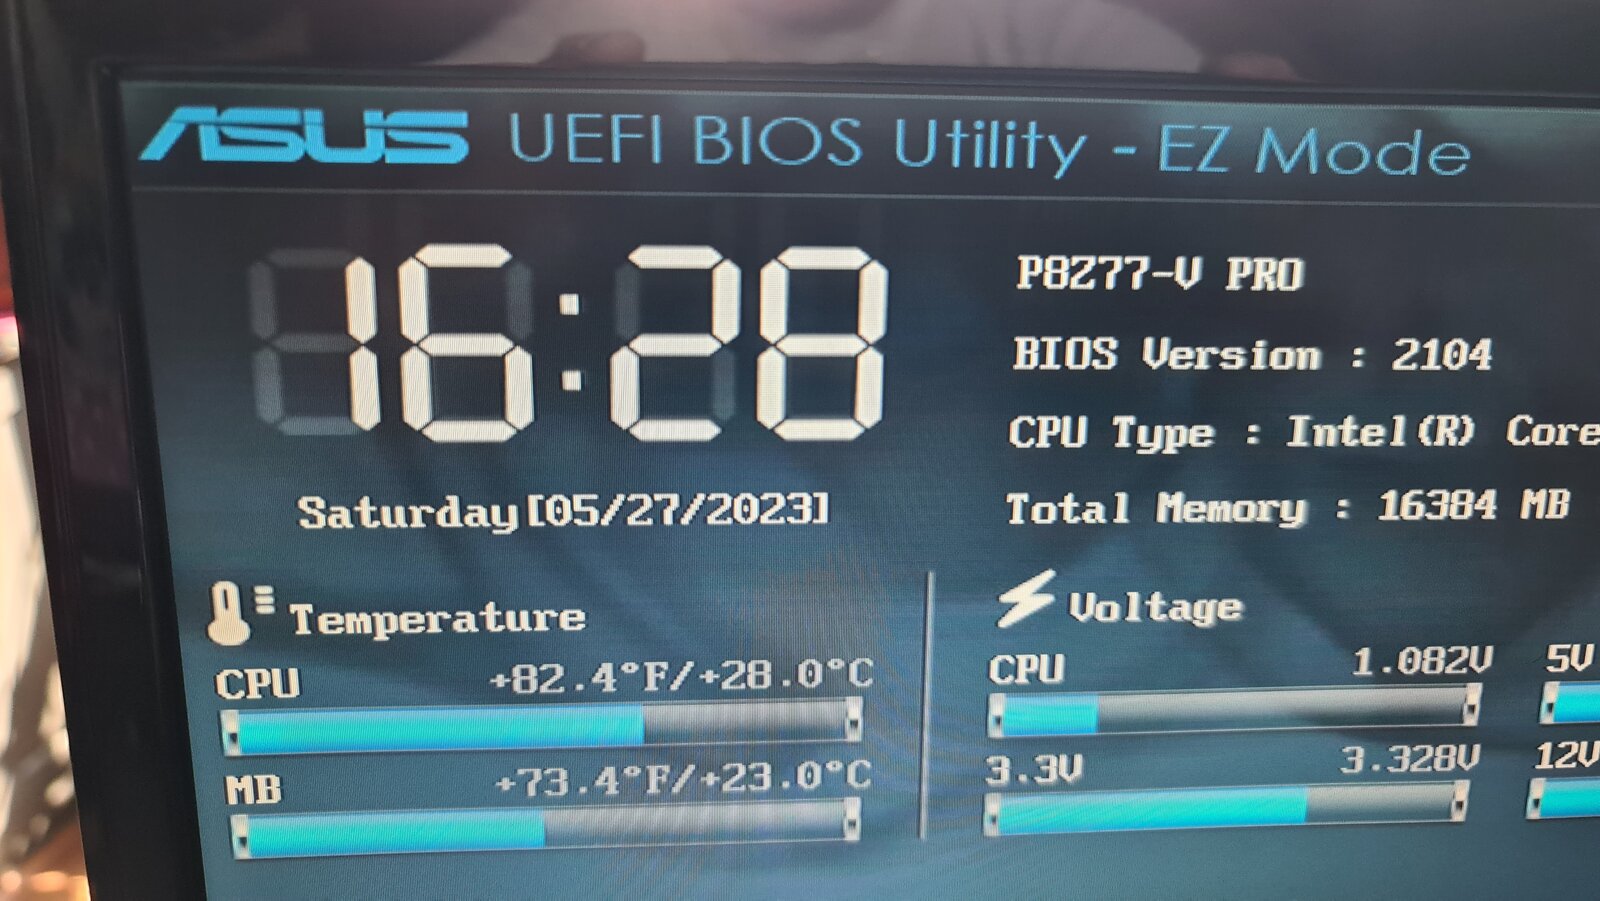 ASUS UEFI BIOS Utility - EZ Mode
16:28
Saturday[05/27/2023]
P8Z77-V PRO
BIOS Version : 2104
CPU Type : Intel(R) Core
Total Memory : 16384 MB
Temperature
CPU +82.4°F/+28.0°C
MB +73.4°F/+23.0°C
Voltage
CPU 1.082V 5V
3.3V 3.328V 12V